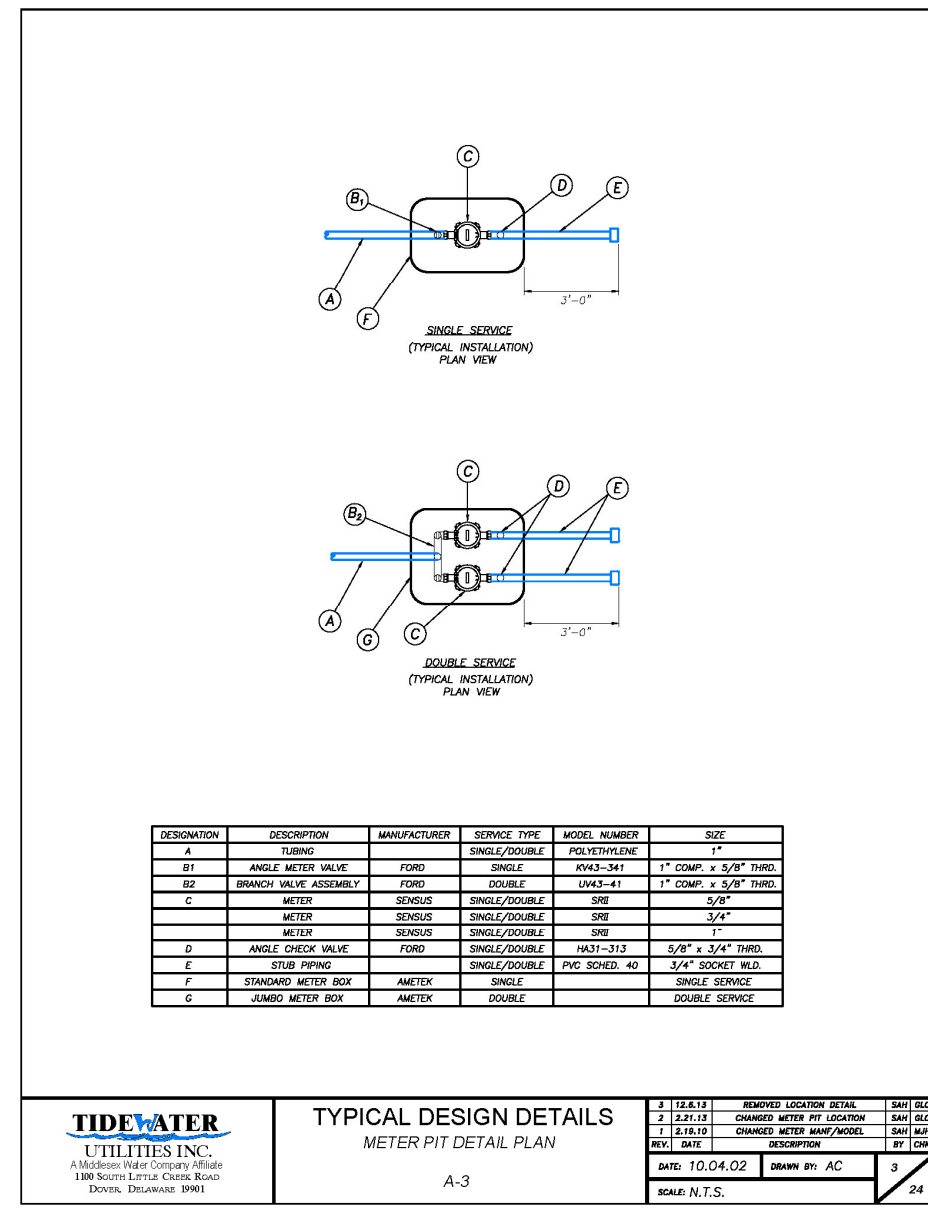 C
B1
D
E
A
F
3'-0"
SINGLE SERVICE
(TYPICAL INSTALLATION)
PLAN VIEW
C
B2
D
E
A
G
C
3'-0"
DOUBLE SERVICE
(TYPICAL INSTALLATION)
PLAN VIEW
DESIGNATION DESCRIPTION MANUFACTURER SERVICE TYPE MODEL NUMBER SIZE
A TUBING SINGLE/DOUBLE POLYETHYLENE 1"
B1 ANGLE METER VALVE FORD SINGLE KV43-341 1" COMP. x 5/8" THRD.
B2 BRANCH VALVE ASSEMBLY FORD DOUBLE UV43-41 1" COMP. x 5/8" THRD.
C METER SENSUS SINGLE/DOUBLE SRII 5/8"
METER SENSUS SINGLE/DOUBLE SRII 3/4"
METER SENSUS SINGLE/DOUBLE SRII 1"
D ANGLE CHECK VALVE FORD SINGLE/DOUBLE HA31-313 5/8" x 3/4" THRD.
E STUB PIPING SINGLE/DOUBLE PVC SCHED. 40 3/4" SOCKET WLD.
F STANDARD METER BOX AMETEK SINGLE SINGLE SERVICE
G JUMBO METER BOX AMETEK DOUBLE DOUBLE SERVICE
TIDEWATER
UTILITIES INC.
A Middlesex Water Company Affiliate
1100 SOUTH LITTLE CREEK ROAD
DOVER, DELAWARE 19901
TYPICAL DESIGN DETAILS
METER PIT DETAIL PLAN
A-3
3 12.6.13 REMOVED LOCATION DETAIL SAH GLC
2 2.21.13 CHANGED METER PIT LOCATION SAH GLC
1 2.19.10 CHANGED METER MANF/MODEL SAH MJH
REV. DATE DESCRIPTION BY CHK
DATE: 10.04.02 DRAWN BY: AC
SCALE: N.T.S.
3
24